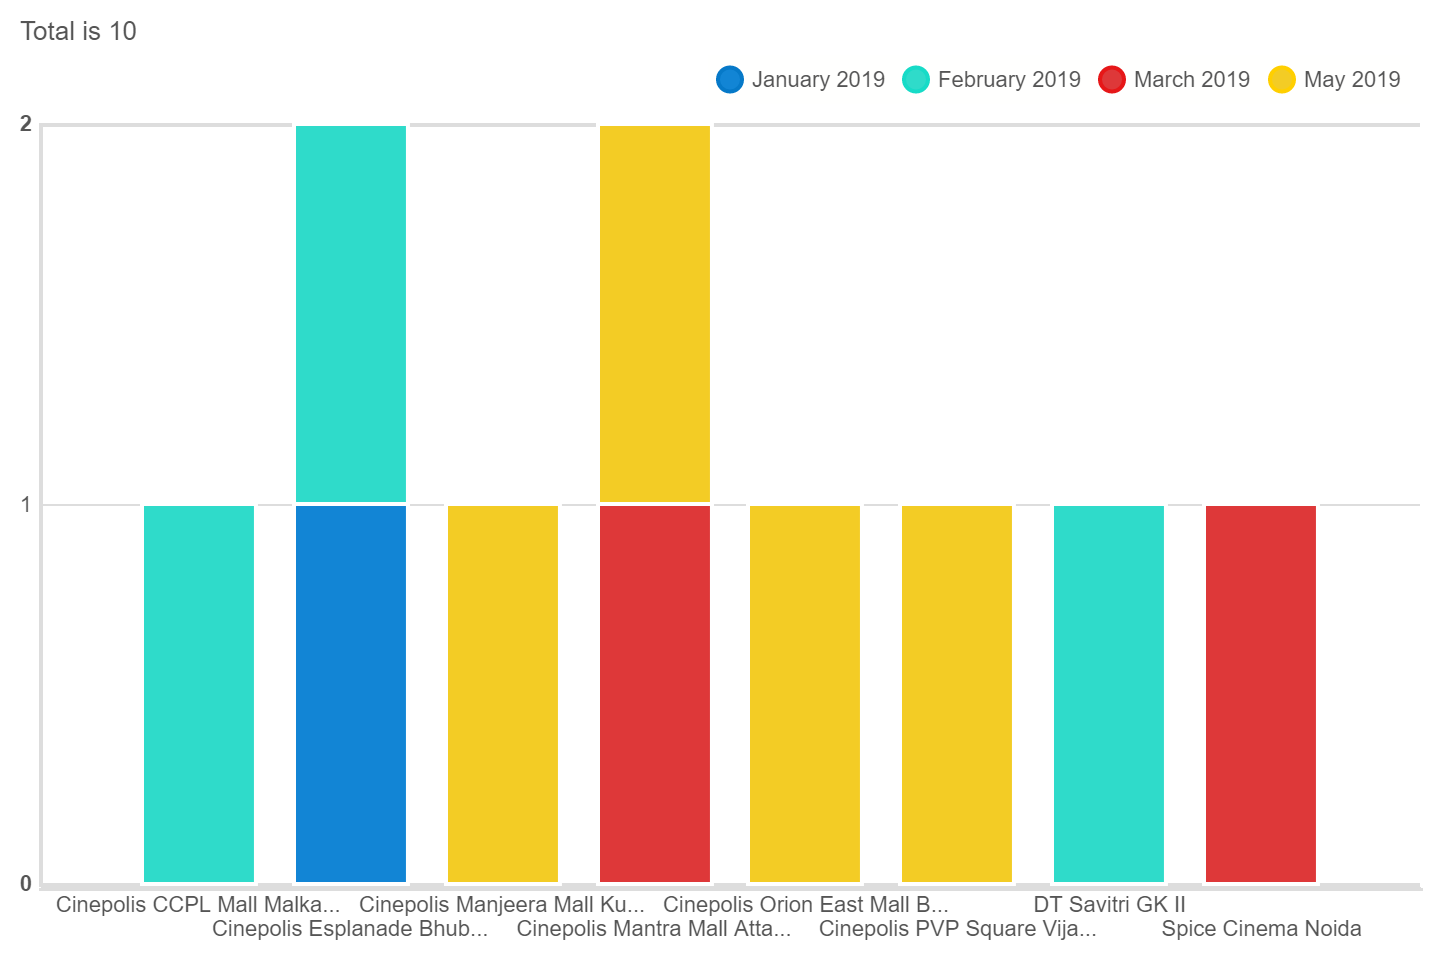 Total is 10
January 2019 February 2019 March 2019 May 2019
2
1
0
Cinepolis CCPL Mall Malka... Cinepolis Manjeera Mall Ku... Cinepolis Orion East Mall B... DT Savitri GK II
Cinepolis Esplanade Bhub... Cinepolis Mantra Mall Atta... Cinepolis PVP Square Vija... Spice Cinema Noida